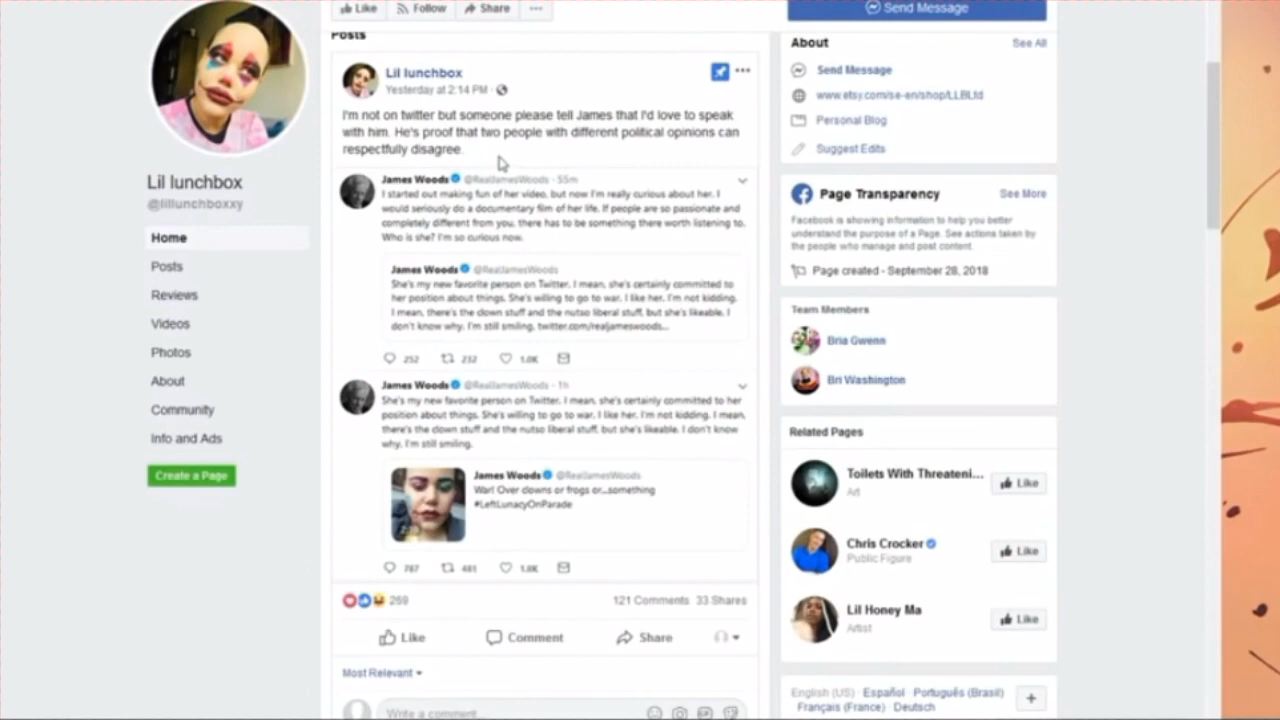 Like
Follow
Share
Send Message
Posts
Lil lunchbox
Yesterday at 2:14 PM ·
I'm not on twitter but someone please tell James that I'd love to speak
with him. He's proof that two people with different political opinions can
respectfully disagree.
James Woods @RealJamesWoods · 55m
I started out making fun of her video, but now I'm really curious about her. I
would seriously do a documentary film of her life. If people are so passionate and
completely different from you, there has to be something there worth listening to.
Who is she? I'm so curious now.
James Woods @RealJamesWoods
She's my new favorite person on Twitter. I mean, she's certainly committed to
her position about things. She's willing to go to war. I like her. I'm not kidding.
I mean, there's the clown stuff and the nutso liberal stuff, but she's likeable. I
don't know why. I'm still smiling. twitter.com/realjameswoods...
252 232 1.0K
James Woods @RealJamesWoods · 1h
She's my new favorite person on Twitter. I mean, she's certainly committed to her
position about things. She's willing to go to war. I like her. I'm not kidding. I mean,
there's the clown stuff and the nutso liberal stuff, but she's likeable. I don't know
why. I'm still smiling.
James Woods @RealJamesWoods
War! Over clowns or frogs or...something
#LeftLunacyOnParade
787 481 1.8K
269
121 Comments 33 Shares
Like
Comment
Share
Most Relevant
Write a comment...
Lil lunchbox
@lillunchboxxy
Home
Posts
Reviews
Videos
Photos
About
Community
Info and Ads
Create a Page
About
See All
Send Message
www.etsy.com/se-en/shop/LLBLtd
Personal Blog
Suggest Edits
Page Transparency
See More
Facebook is showing information to help you better
understand the purpose of a Page. See actions taken by
the people who manage and post content.
Page created - September 28, 2018
Team Members
Bria Gwenn
Bri Washington
Related Pages
Toilets With Threateni...
Art
Like
Chris Crocker
Public Figure
Like
Lil Honey Ma
Artist
Like
English (US) · Español · Português (Brasil)
· Français (France) · Deutsch